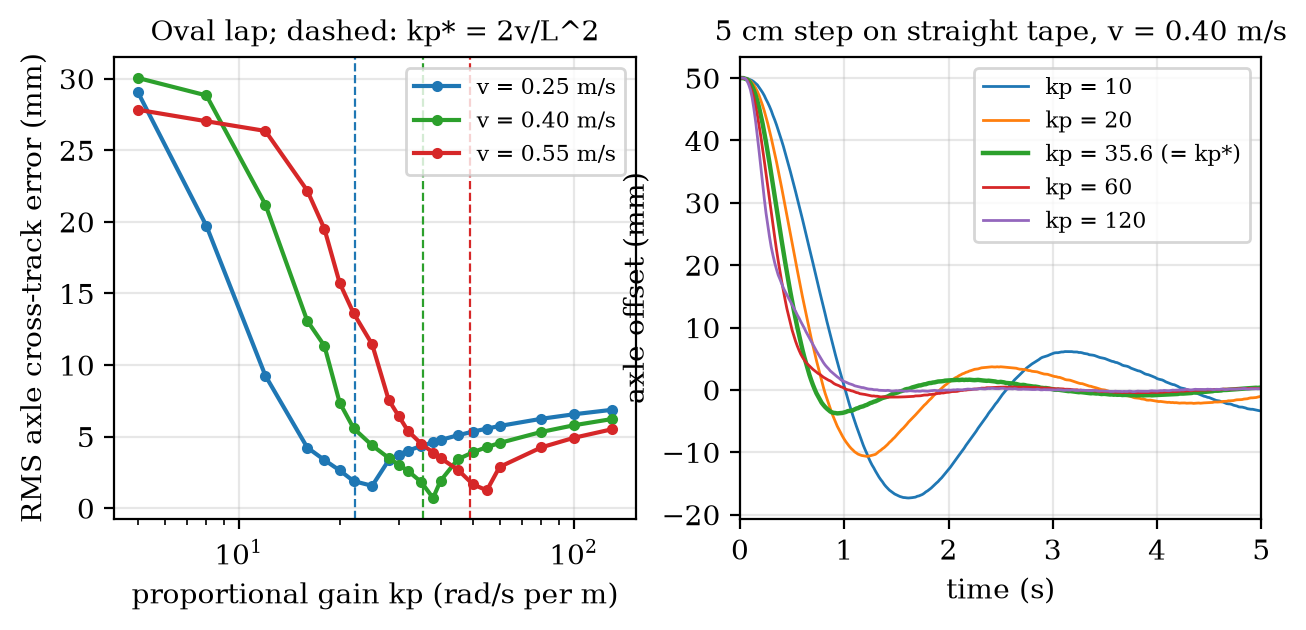 Oval lap; dashed: kp* = 2v/L^2
RMS axle cross-track error (mm)
30
25
20
15
10
5
0
v = 0.25 m/s
v = 0.40 m/s
v = 0.55 m/s
10^1
10^2
proportional gain kp (rad/s per m)
5 cm step on straight tape, v = 0.40 m/s
axle offset (mm)
50
40
30
20
10
0
−10
−20
kp = 10
kp = 20
kp = 35.6 (= kp*)
kp = 60
kp = 120
0
1
2
3
4
5
time (s)